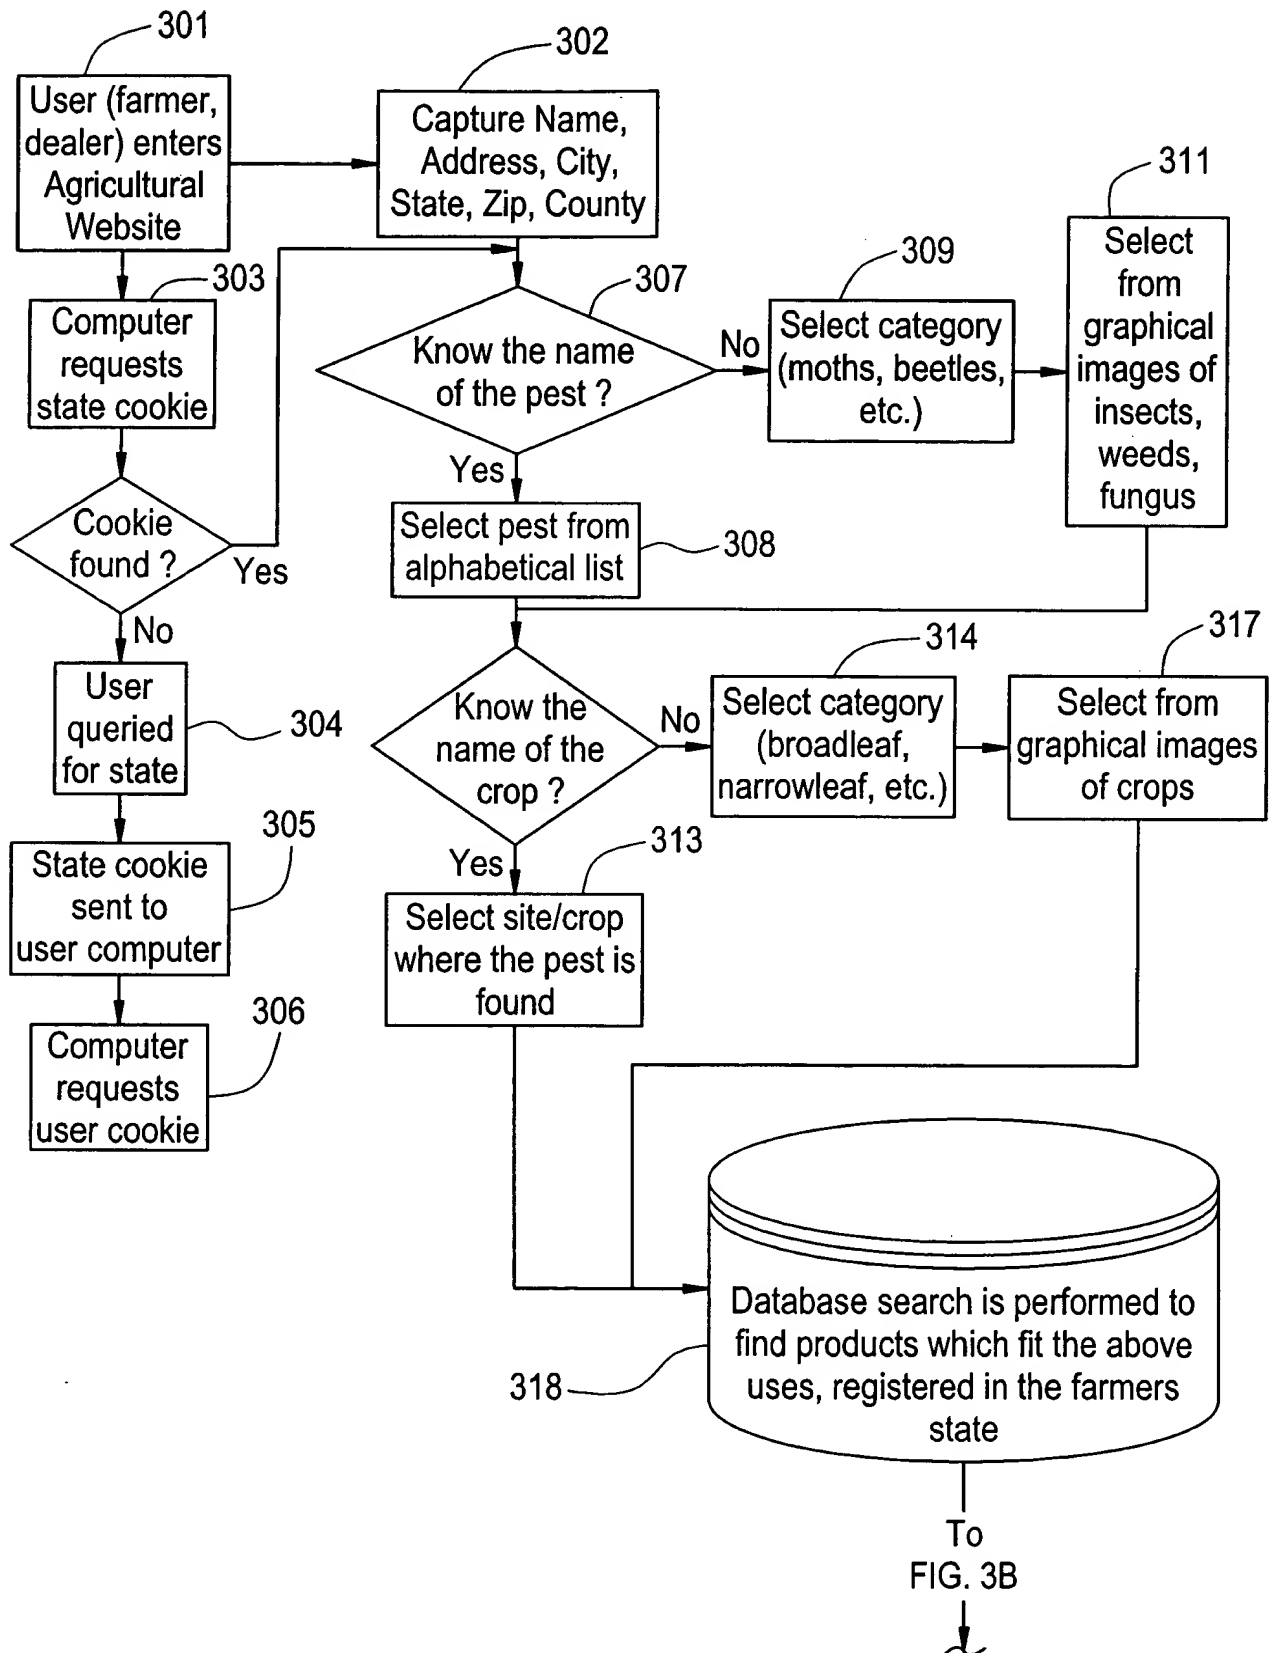 301
User (farmer,
dealer) enters
Agricultural
Website
302
Capture Name,
Address, City,
State, Zip, County
303
Computer
requests
state cookie
Cookie
found ?
Yes
No
User
queried
for state
304
State cookie
sent to
user computer
305
Computer
requests
user cookie
306
307
Know the name
of the pest ?
No
309
Select category
(moths, beetles,
etc.)
311
Select
from
graphical
images of
insects,
weeds,
fungus
Yes
Select pest from
alphabetical list
308
Know the
name of the
crop ?
No
314
Select category
(broadleaf,
narrowleaf, etc.)
317
Select from
graphical images
of crops
Yes
313
Select site/crop
where the pest is
found
Database search is performed to
find products which fit the above
uses, registered in the farmers
state
318
To
FIG. 3B